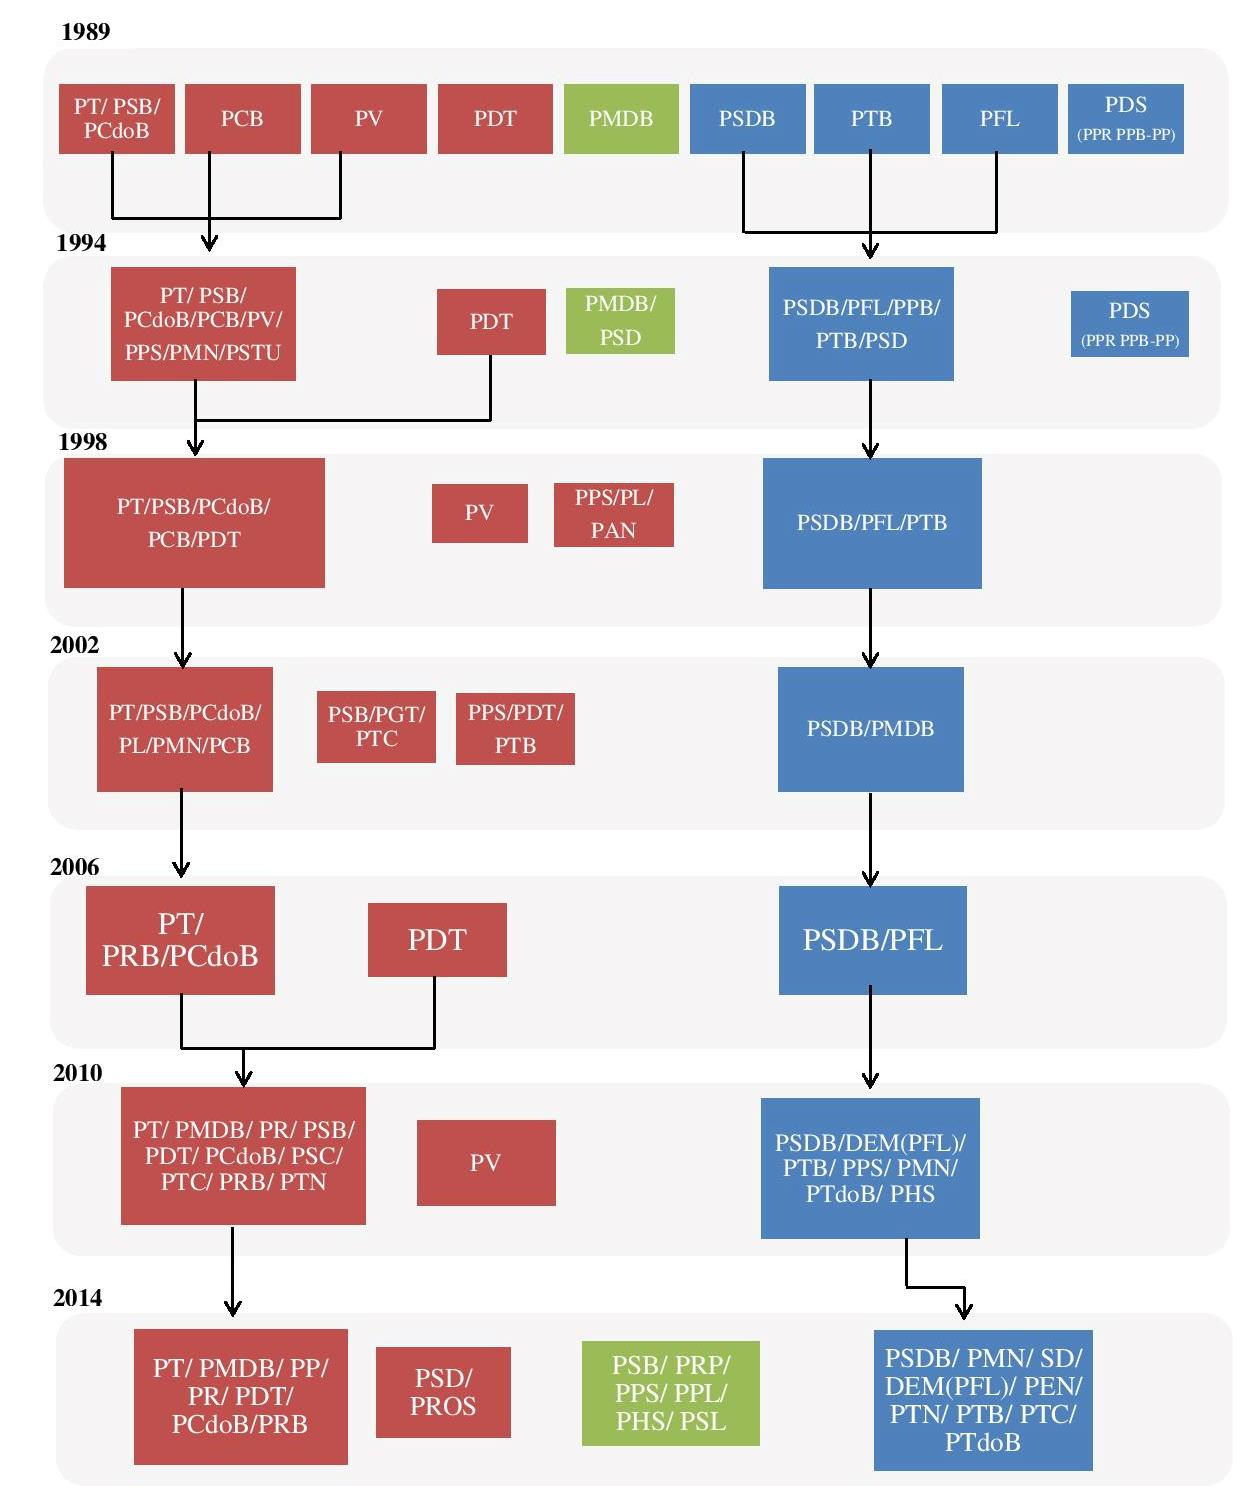 1989
PT/ PSB/
PCdoB
PCB
PV
PDT
PMDB
PSDB
PTB
PFL
PDS
(PPR PPB-PP)
1994
PT/ PSB/
PCdoB/PCB/PV/
PPS/PMN/PSTU
PDT
PMDB/
PSD
PSDB/PFL/PPB/
PTB/PSD
PDS
(PPR PPB-PP)
1998
PT/PSB/PCdoB/
PCB/PDT
PV
PPS/PL/
PAN
PSDB/PFL/PTB
2002
PT/PSB/PCdoB/
PL/PMN/PCB
PSB/PGT/
PTC
PPS/PDT/
PTB
PSDB/PMDB
2006
PT/
PRB/PCdoB
PDT
PSDB/PFL
2010
PT/ PMDB/ PR/ PSB/
PDT/ PCdoB/ PSC/
PTC/ PRB/ PTN
PV
PSDB/DEM(PFL)/
PTB/ PPS/ PMN/
PTdoB/ PHS
2014
PT/ PMDB/ PP/
PR/ PDT/
PCdoB/PRB
PSD/
PROS
PSB/ PRP/
PPS/ PPL/
PHS/ PSL
PSDB/ PMN/ SD/
DEM(PFL)/ PEN/
PTN/ PTB/ PTC/
PTdoB